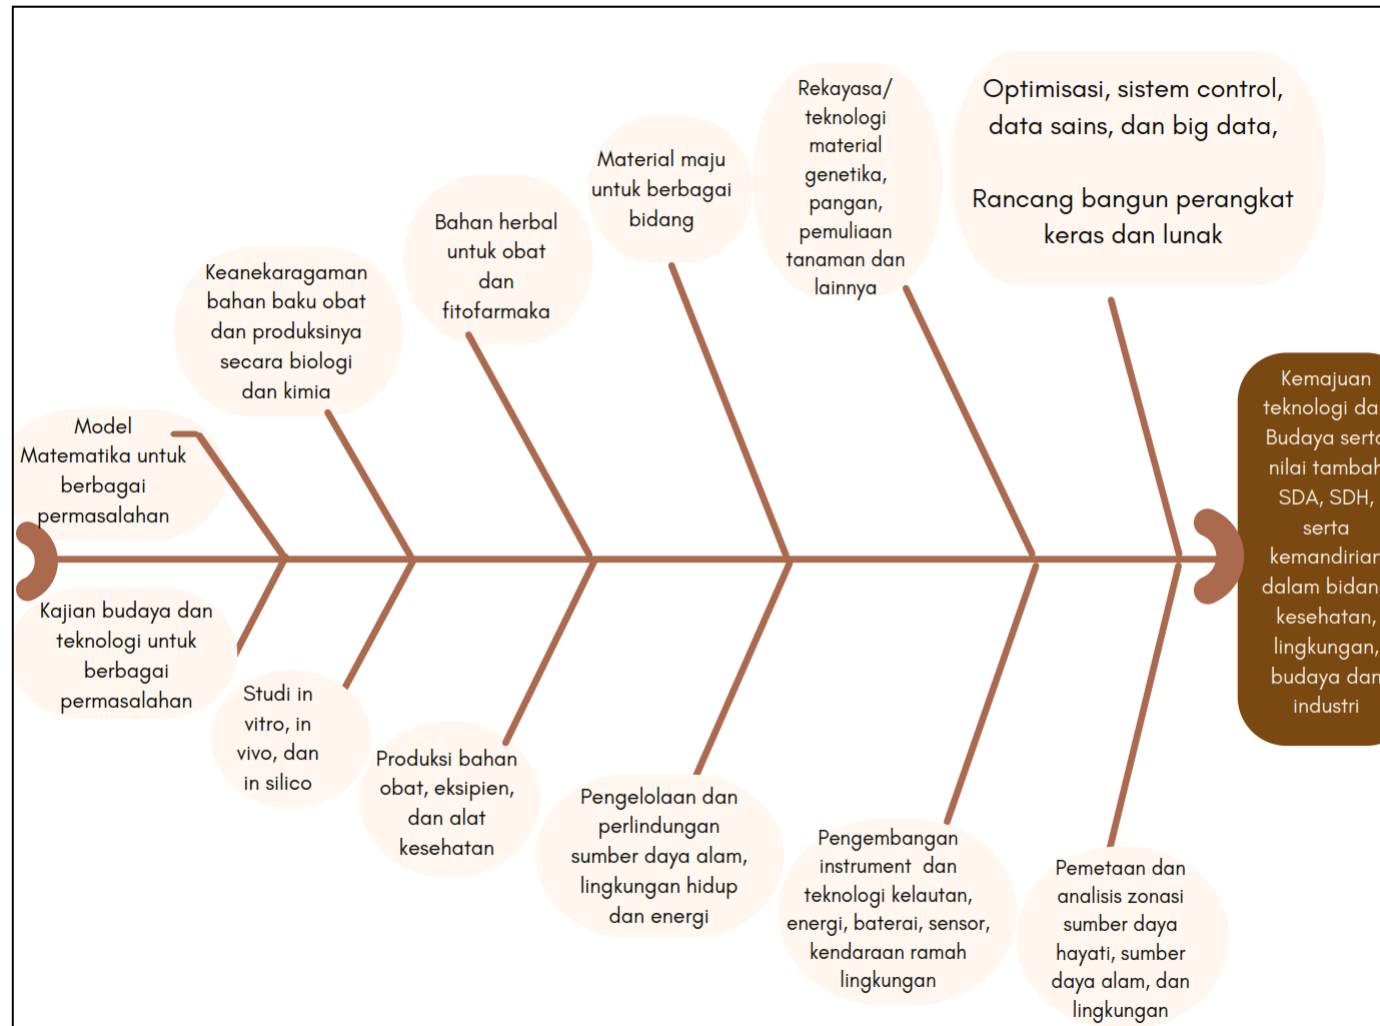 Optimisasi, sistem control,
data sains, dan big data,
Rancang bangun perangkat
keras dan lunak
Rekayasa/
teknologi
material
genetika,
pangan,
pemuliaan
tanaman dan
lainnya
Material maju
untuk berbagai
bidang
Bahan herbal
untuk obat
dan
fitofarmaka
Keanekaragaman
bahan baku obat
dan produksinya
secara biologi
dan kimia
Model
Matematika untuk
berbagai
permasalahan
Kemajuan
teknologi da
Budaya serta
nilai tambah
SDA, SDH,
serta
kemandirian
dalam bidang
kesehatan,
lingkungan,
budaya dan
industri
Kajian budaya dan
teknologi untuk
berbagai
permasalahan
Studi in
vitro, in
vivo, dan
in silico
Produksi bahan
obat, eksipien,
dan alat
kesehatan
Pengelolaan dan
perlindungan
sumber daya alam,
lingkungan hidup
dan energi
Pengembangan
instrument dan
teknologi kelautan,
energi, baterai, sensor,
kendaraan ramah
lingkungan
Pemetaan dan
analisis zonasi
sumber daya
hayati, sumber
daya alam, dan
lingkungan